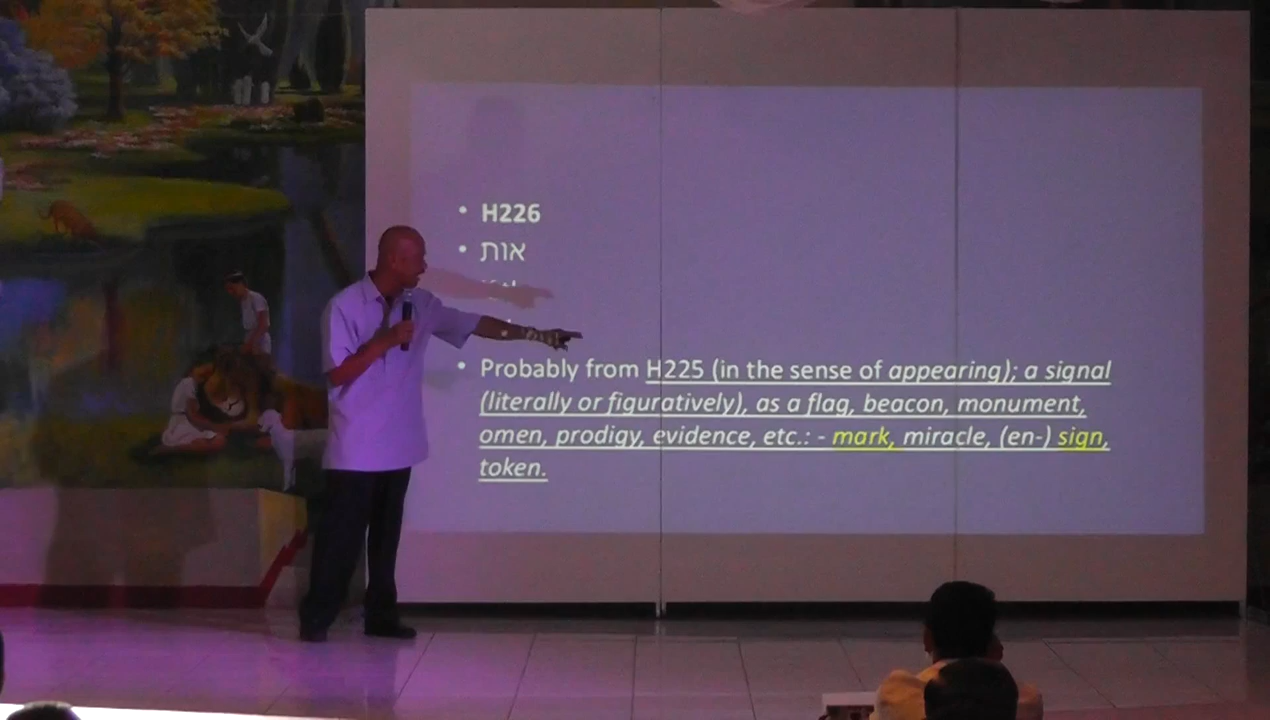 • H226
• אות
• Probably from H225 (in the sense of appearing); a signal
(literally or figuratively), as a flag, beacon, monument,
omen, prodigy, evidence, etc.: - mark, miracle, (en-) sign,
token.